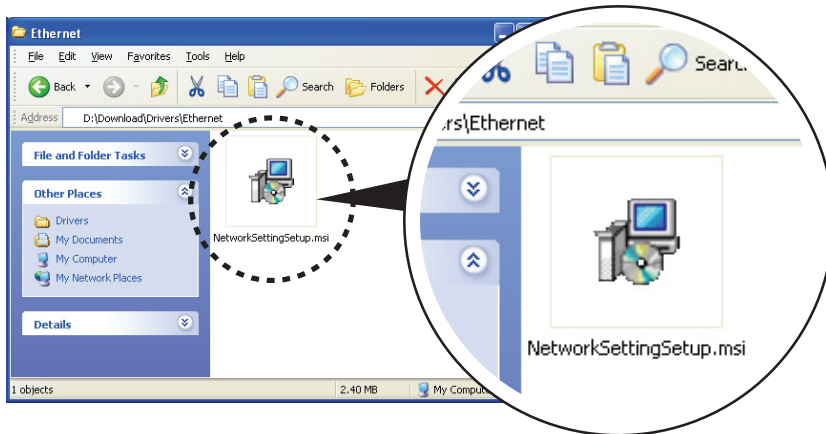 Ethernet
File Edit View Favorites Tools Help
Back Search Folders
Address D:\Download\Drivers\Ethernet
File and Folder Tasks
Other Places
Drivers
My Documents
My Computer
My Network Places
Details
NetworkSettingSetup.msi
1 objects 2.40 MB My Compute
Searc
rs\Ethernet
NetworkSettingSetup.msi